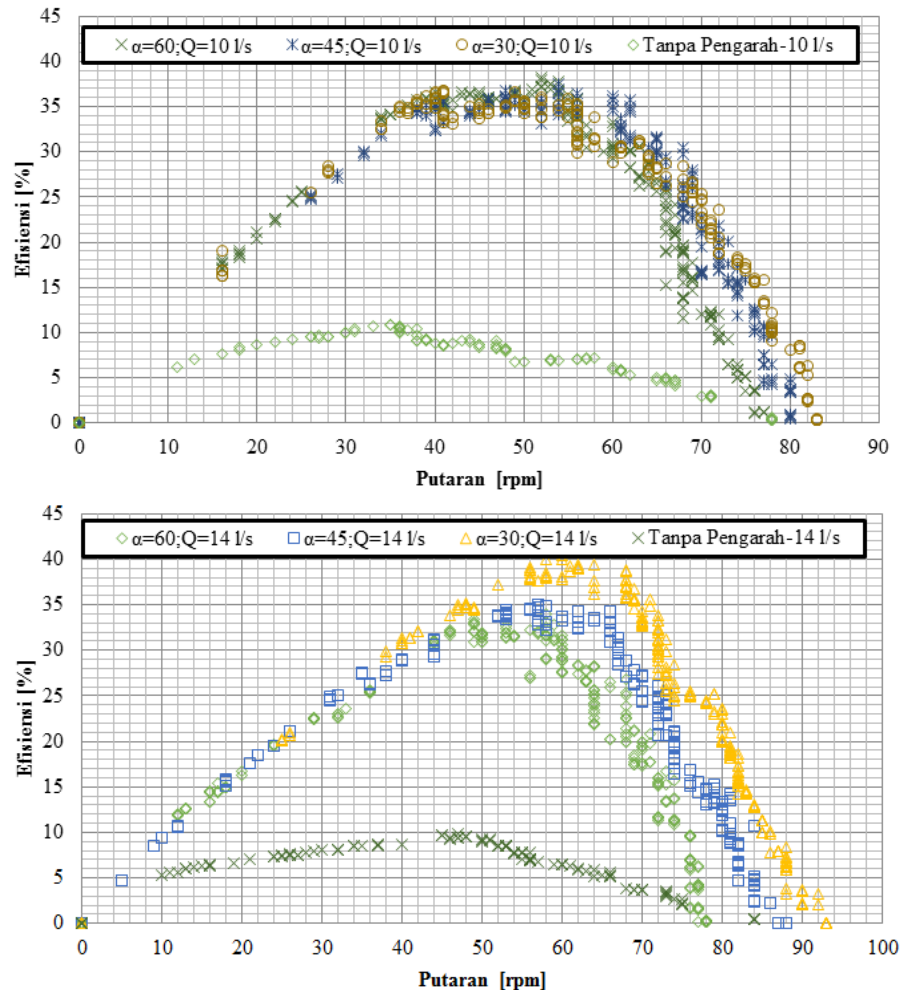 45
α=60;Q=10 l/s α=45;Q=10 l/s α=30;Q=10 l/s Tanpa Pengarah-10 l/s
40
35
30
25
20
15
10
5
0
Efisiensi [%]
0 10 20 30 40 50 60 70 80 90
Putaran [rpm]
45
α=60;Q=14 l/s α=45;Q=14 l/s α=30;Q=14 l/s Tanpa Pengarah-14 l/s
40
35
30
25
20
15
10
5
0
Efisiensi [%]
0 10 20 30 40 50 60 70 80 90 100
Putaran [rpm]